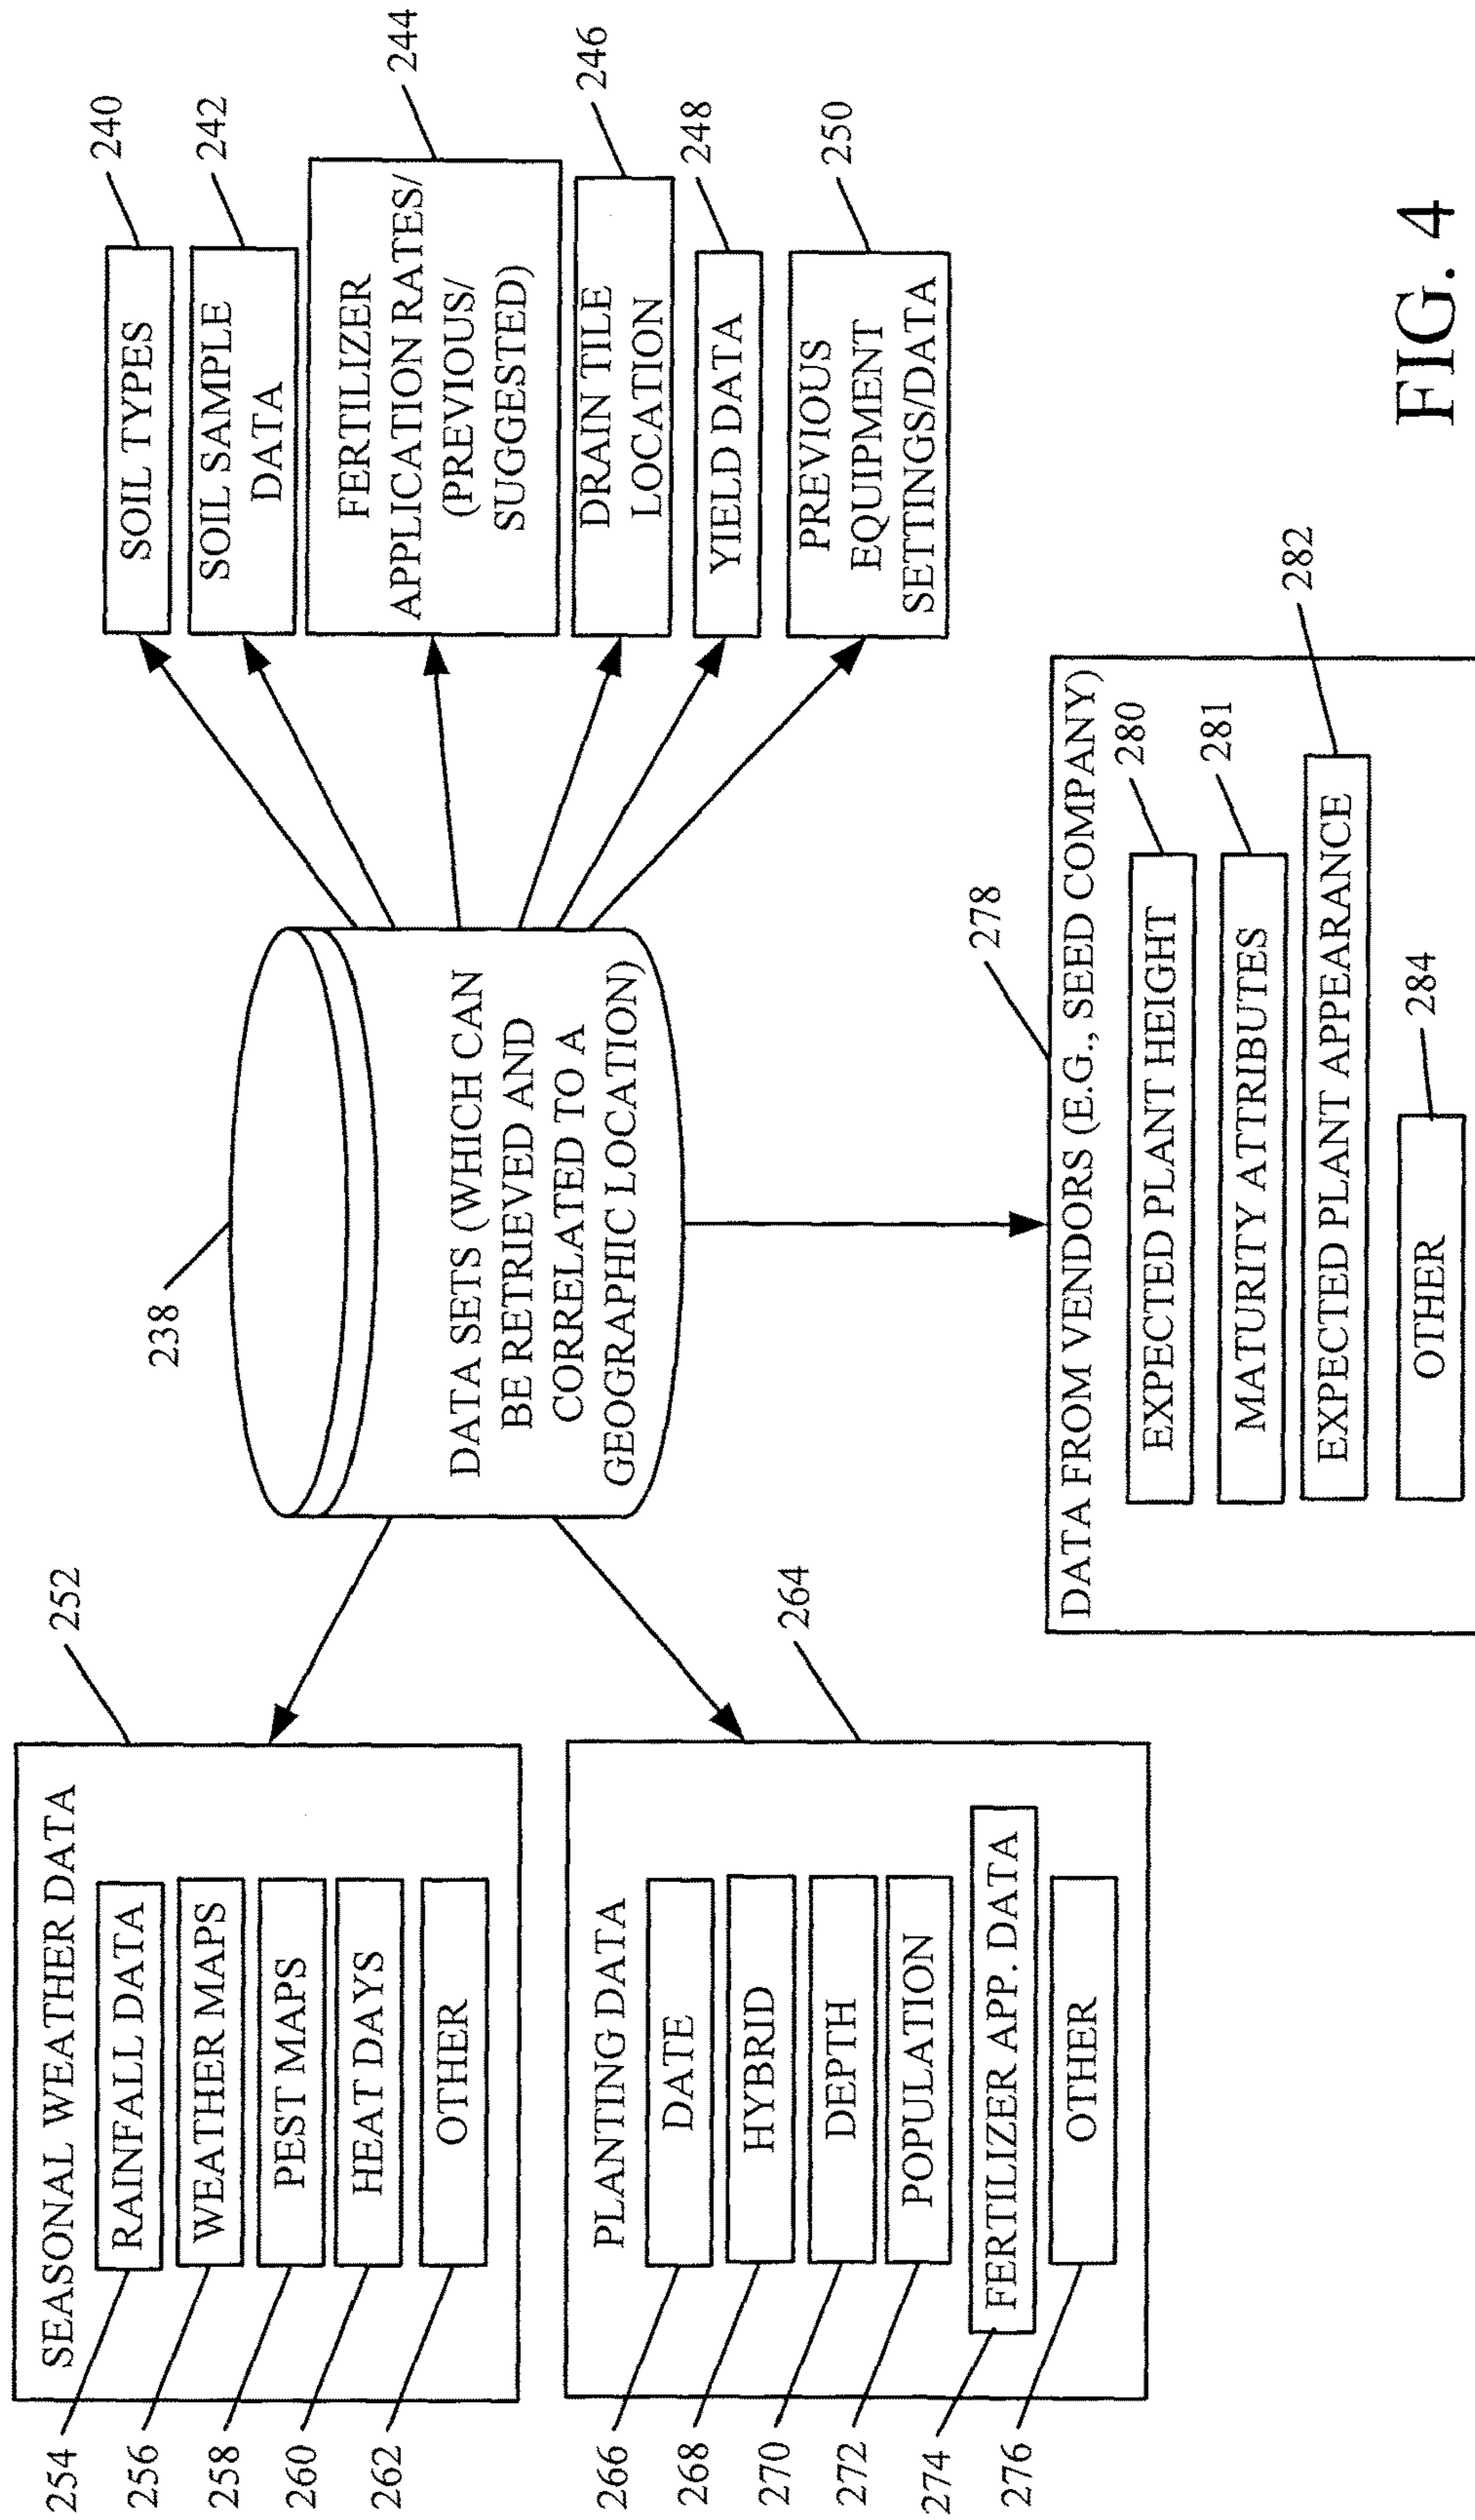 252
SEASONAL WEATHER DATA
254
RAINFALL DATA
256
WEATHER MAPS
258
PEST MAPS
260
HEAT DAYS
262
OTHER
264
PLANTING DATA
266
DATE
268
HYBRID
270
DEPTH
272
POPULATION
274
FERTILIZER APP. DATA
276
OTHER
238
DATA SETS (WHICH CAN
BE RETRIEVED AND
CORRELATED TO A
GEOGRAPHIC LOCATION)
SOIL TYPES
240
SOIL SAMPLE
DATA
242
FERTILIZER
APPLICATION RATES/
(PREVIOUS/
SUGGESTED)
244
DRAIN TILE
LOCATION
246
YIELD DATA
248
PREVIOUS
EQUIPMENT
SETTINGS/DATA
250
278
DATA FROM VENDORS (E.G., SEED COMPANY)
EXPECTED PLANT HEIGHT
280
MATURITY ATTRIBUTES
281
EXPECTED PLANT APPEARANCE
282
OTHER
284
FIG. 4